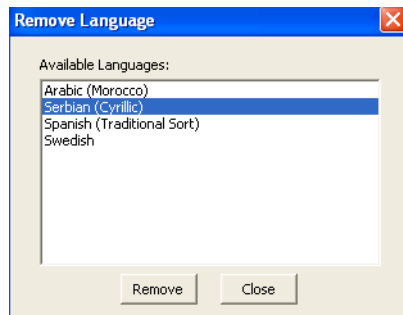 Remove Language
Available Languages:
Arabic (Morocco)
Serbian (Cyrillic)
Spanish (Traditional Sort)
Swedish
Remove Close